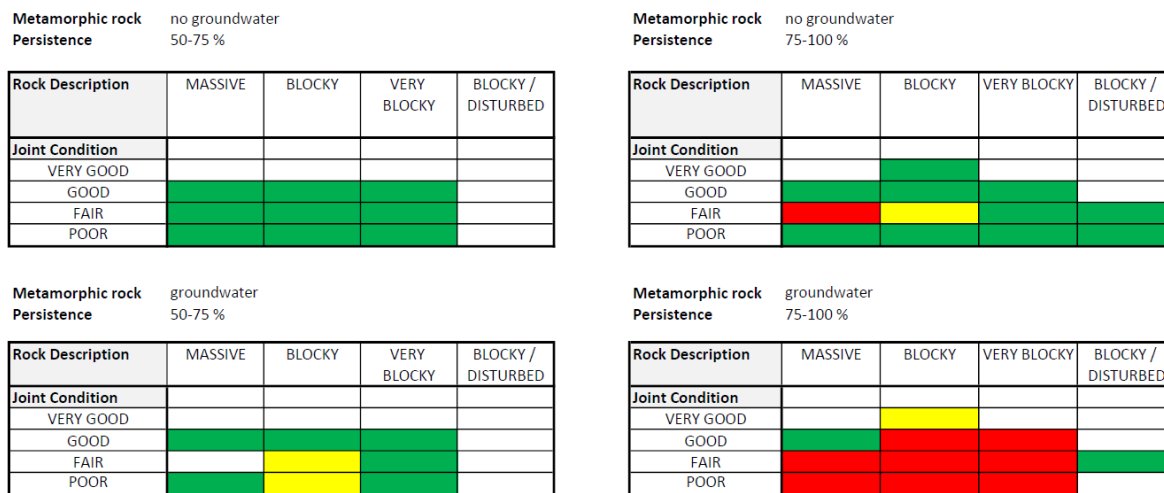 Metamorphic rock no groundwater
Persistence 50-75 %
Rock Description MASSIVE BLOCKY VERY BLOCKY BLOCKY / DISTURBED
Joint Condition
VERY GOOD
GOOD
FAIR
POOR
Metamorphic rock no groundwater
Persistence 75-100 %
Rock Description MASSIVE BLOCKY VERY BLOCKY BLOCKY / DISTURBED
Joint Condition
VERY GOOD
GOOD
FAIR
POOR
Metamorphic rock groundwater
Persistence 50-75 %
Rock Description MASSIVE BLOCKY VERY BLOCKY BLOCKY / DISTURBED
Joint Condition
VERY GOOD
GOOD
FAIR
POOR
Metamorphic rock groundwater
Persistence 75-100 %
Rock Description MASSIVE BLOCKY VERY BLOCKY BLOCKY / DISTURBED
Joint Condition
VERY GOOD
GOOD
FAIR
POOR